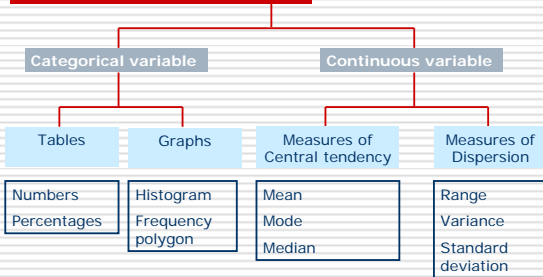 Categorical variable
Continuous variable
Tables
Graphs
Measures of
Central tendency
Measures of
Dispersion
Numbers
Percentages
Histogram
Frequency
polygon
Mean
Mode
Median
Range
Variance
Standard
deviation